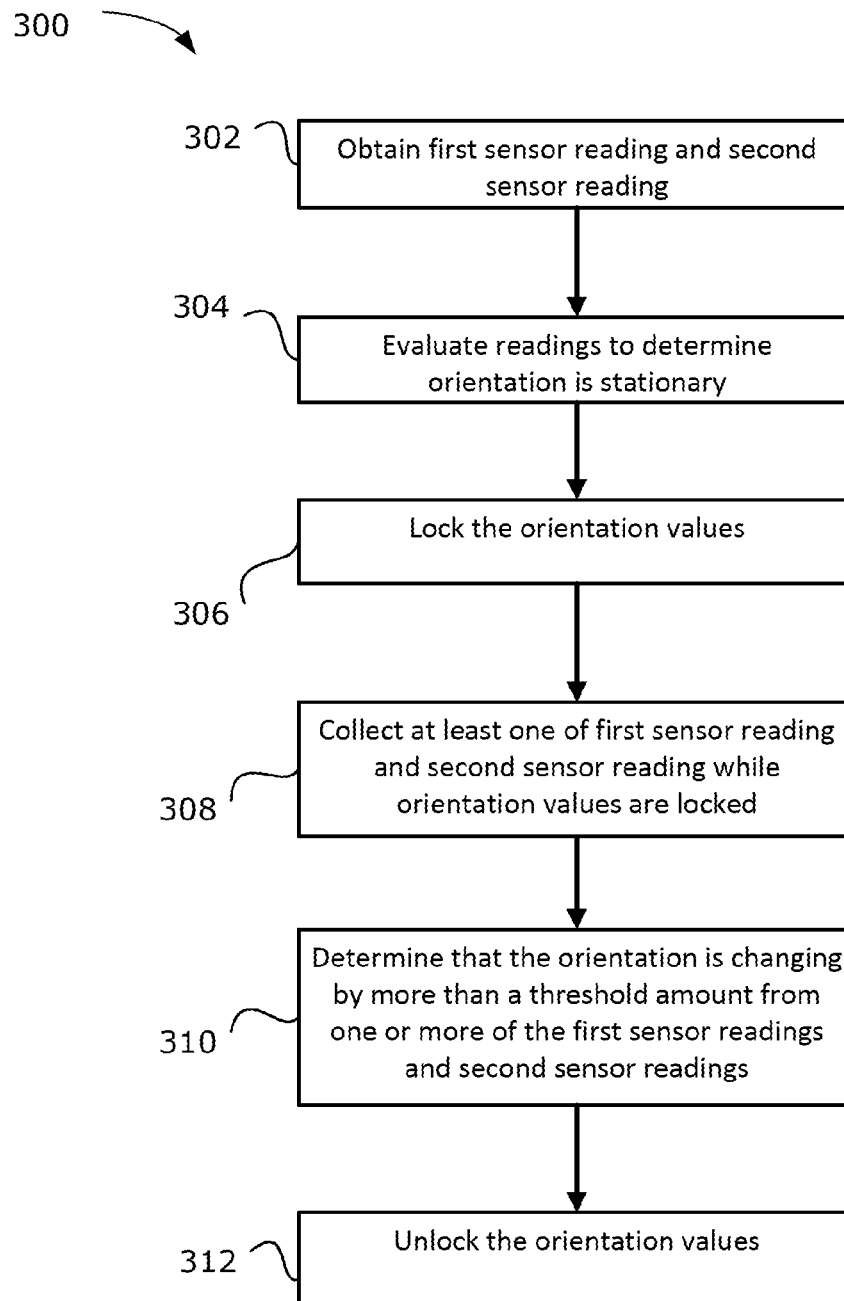 300
302
Obtain first sensor reading and second
sensor reading
304
Evaluate readings to determine
orientation is stationary
Lock the orientation values
306
Collect at least one of first sensor reading
and second sensor reading while
orientation values are locked
308
Determine that the orientation is changing
by more than a threshold amount from
one or more of the first sensor readings
and second sensor readings
310
Unlock the orientation values
312